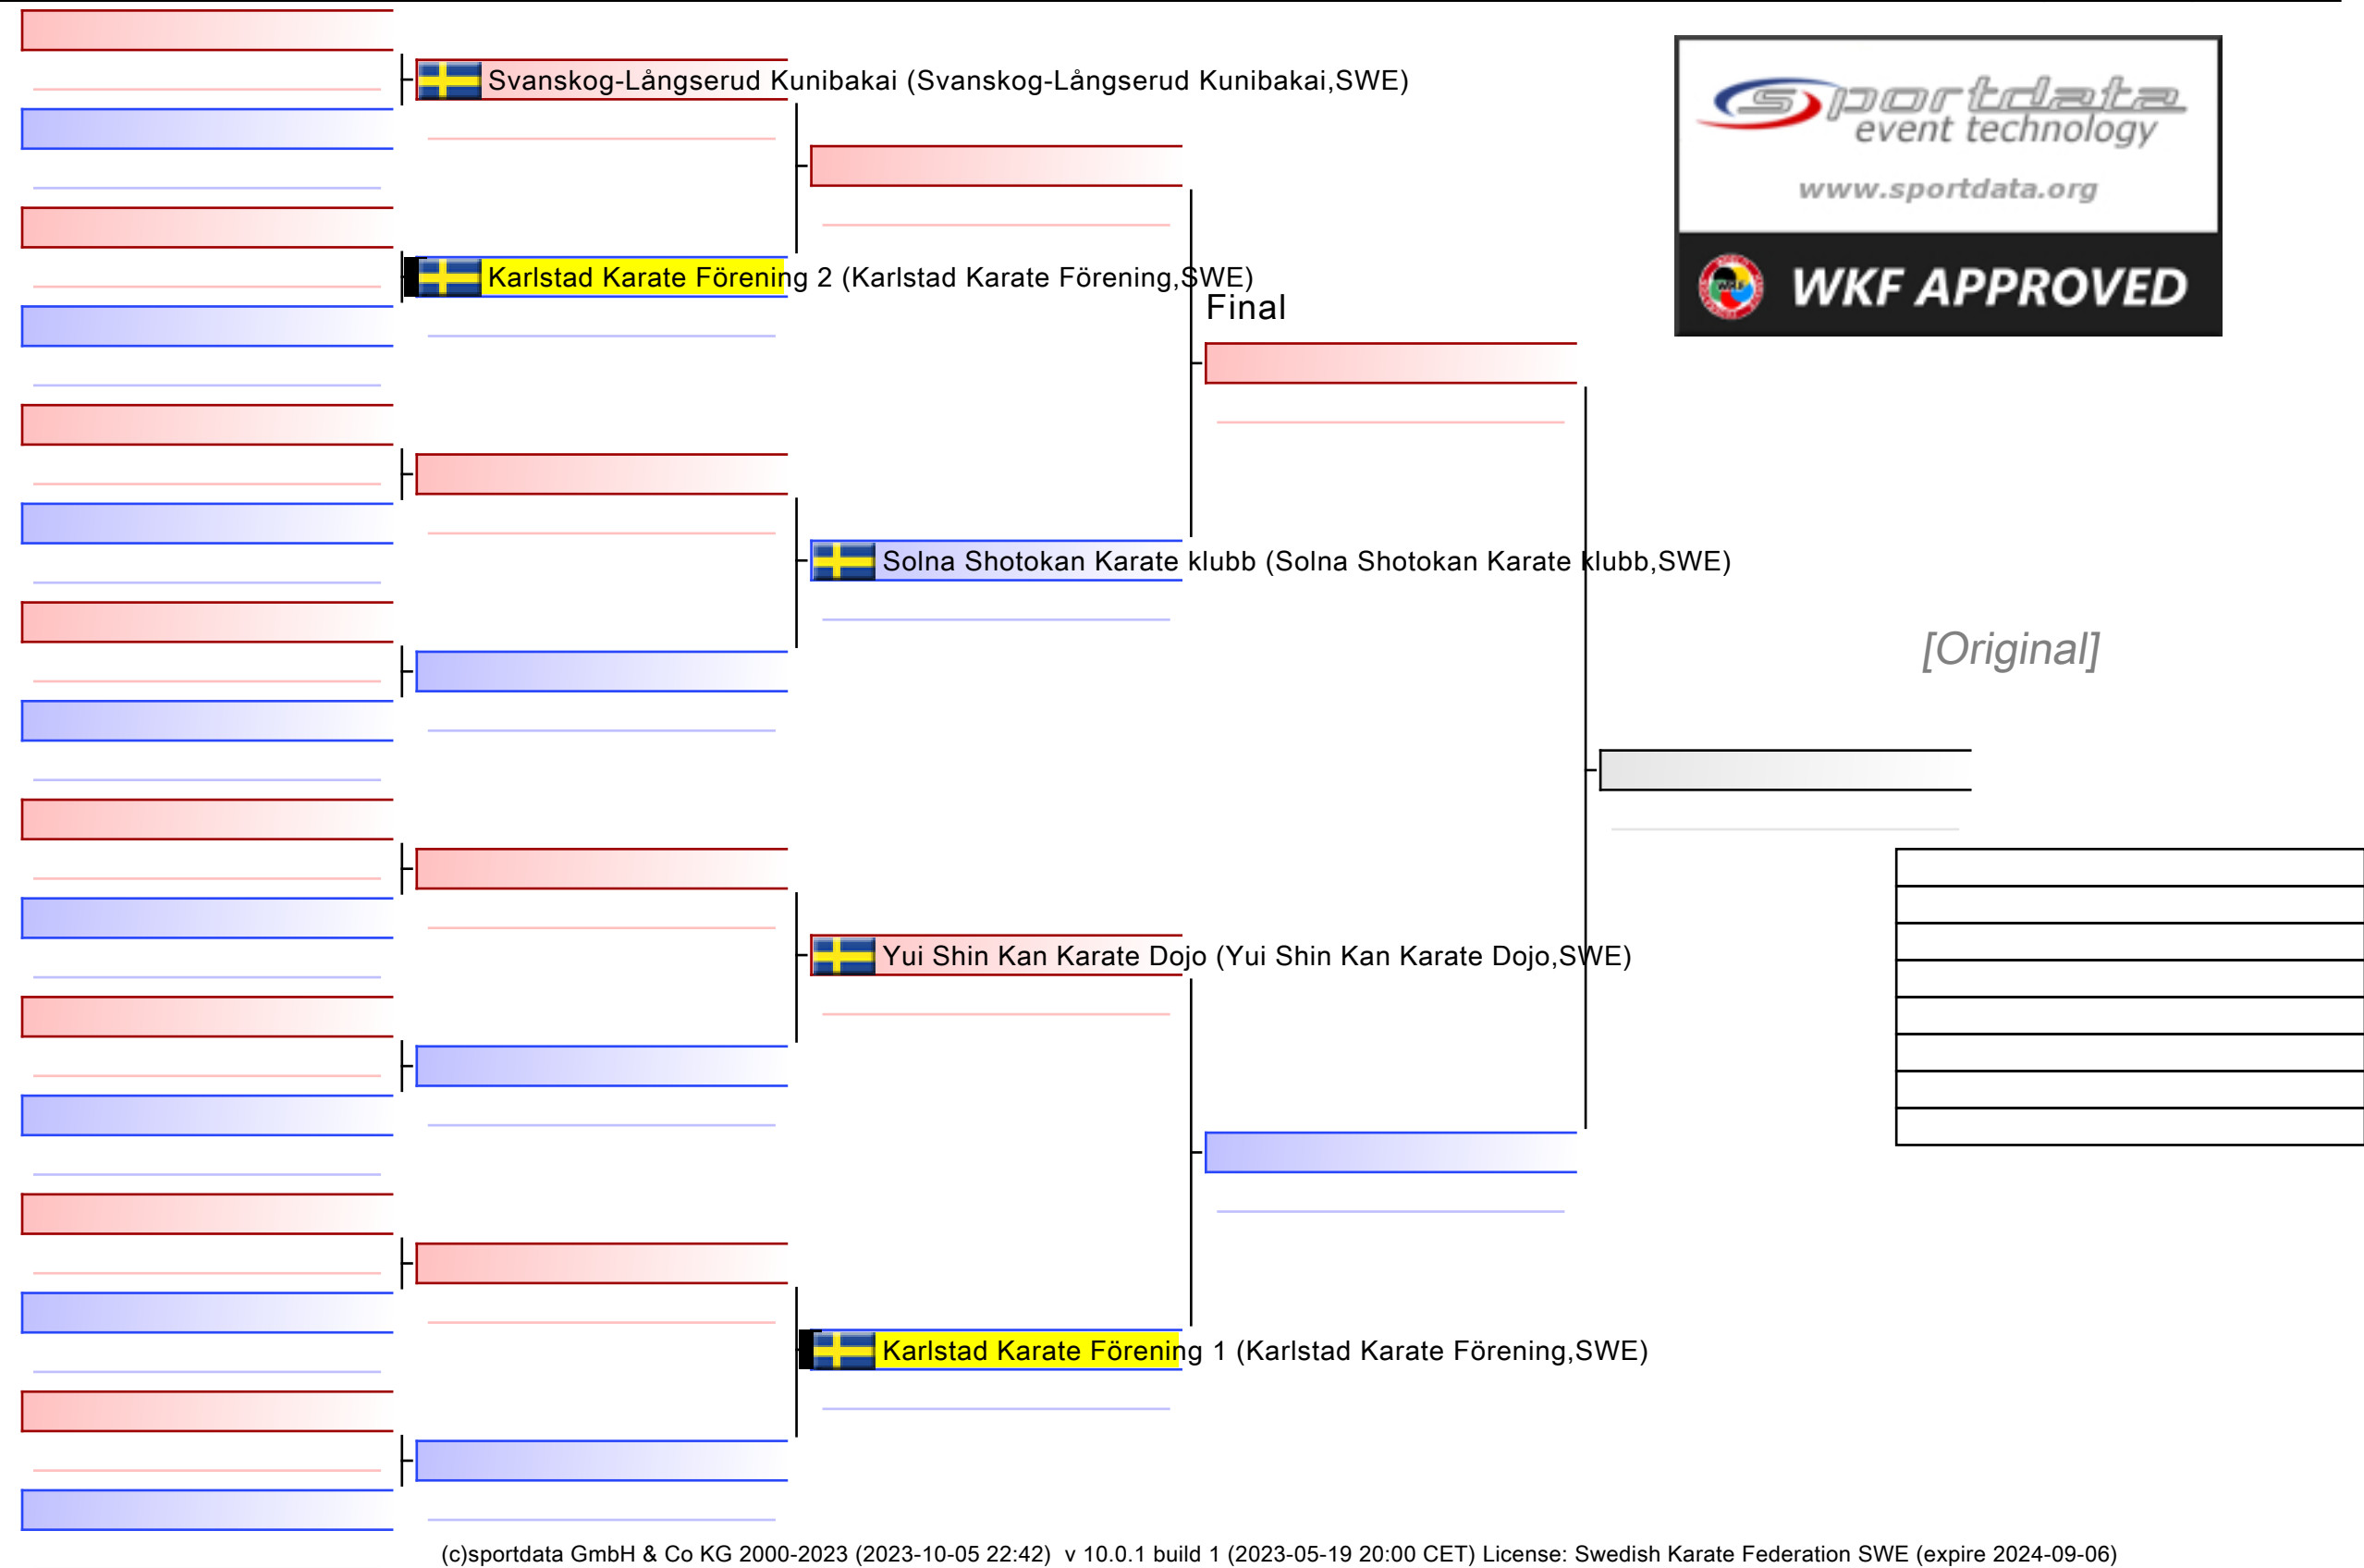 Svanskog-Långserud Kunibakai (Svanskog-Långserud Kunibakai,SWE)
sportdata
event technology
www.sportdata.org
WKF APPROVED
Karlstad Karate Förening 2 (Karlstad Karate Förening,SWE)
Final
Solna Shotokan Karate klubb (Solna Shotokan Karate klubb,SWE)
[Original]
Yui Shin Kan Karate Dojo (Yui Shin Kan Karate Dojo,SWE)
Karlstad Karate Förening 1 (Karlstad Karate Förening,SWE)
(c)sportdata GmbH & Co KG 2000-2023 (2023-10-05 22:42) v 10.0.1 build 1 (2023-05-19 20:00 CET) License: Swedish Karate Federation SWE (expire 2024-09-06)